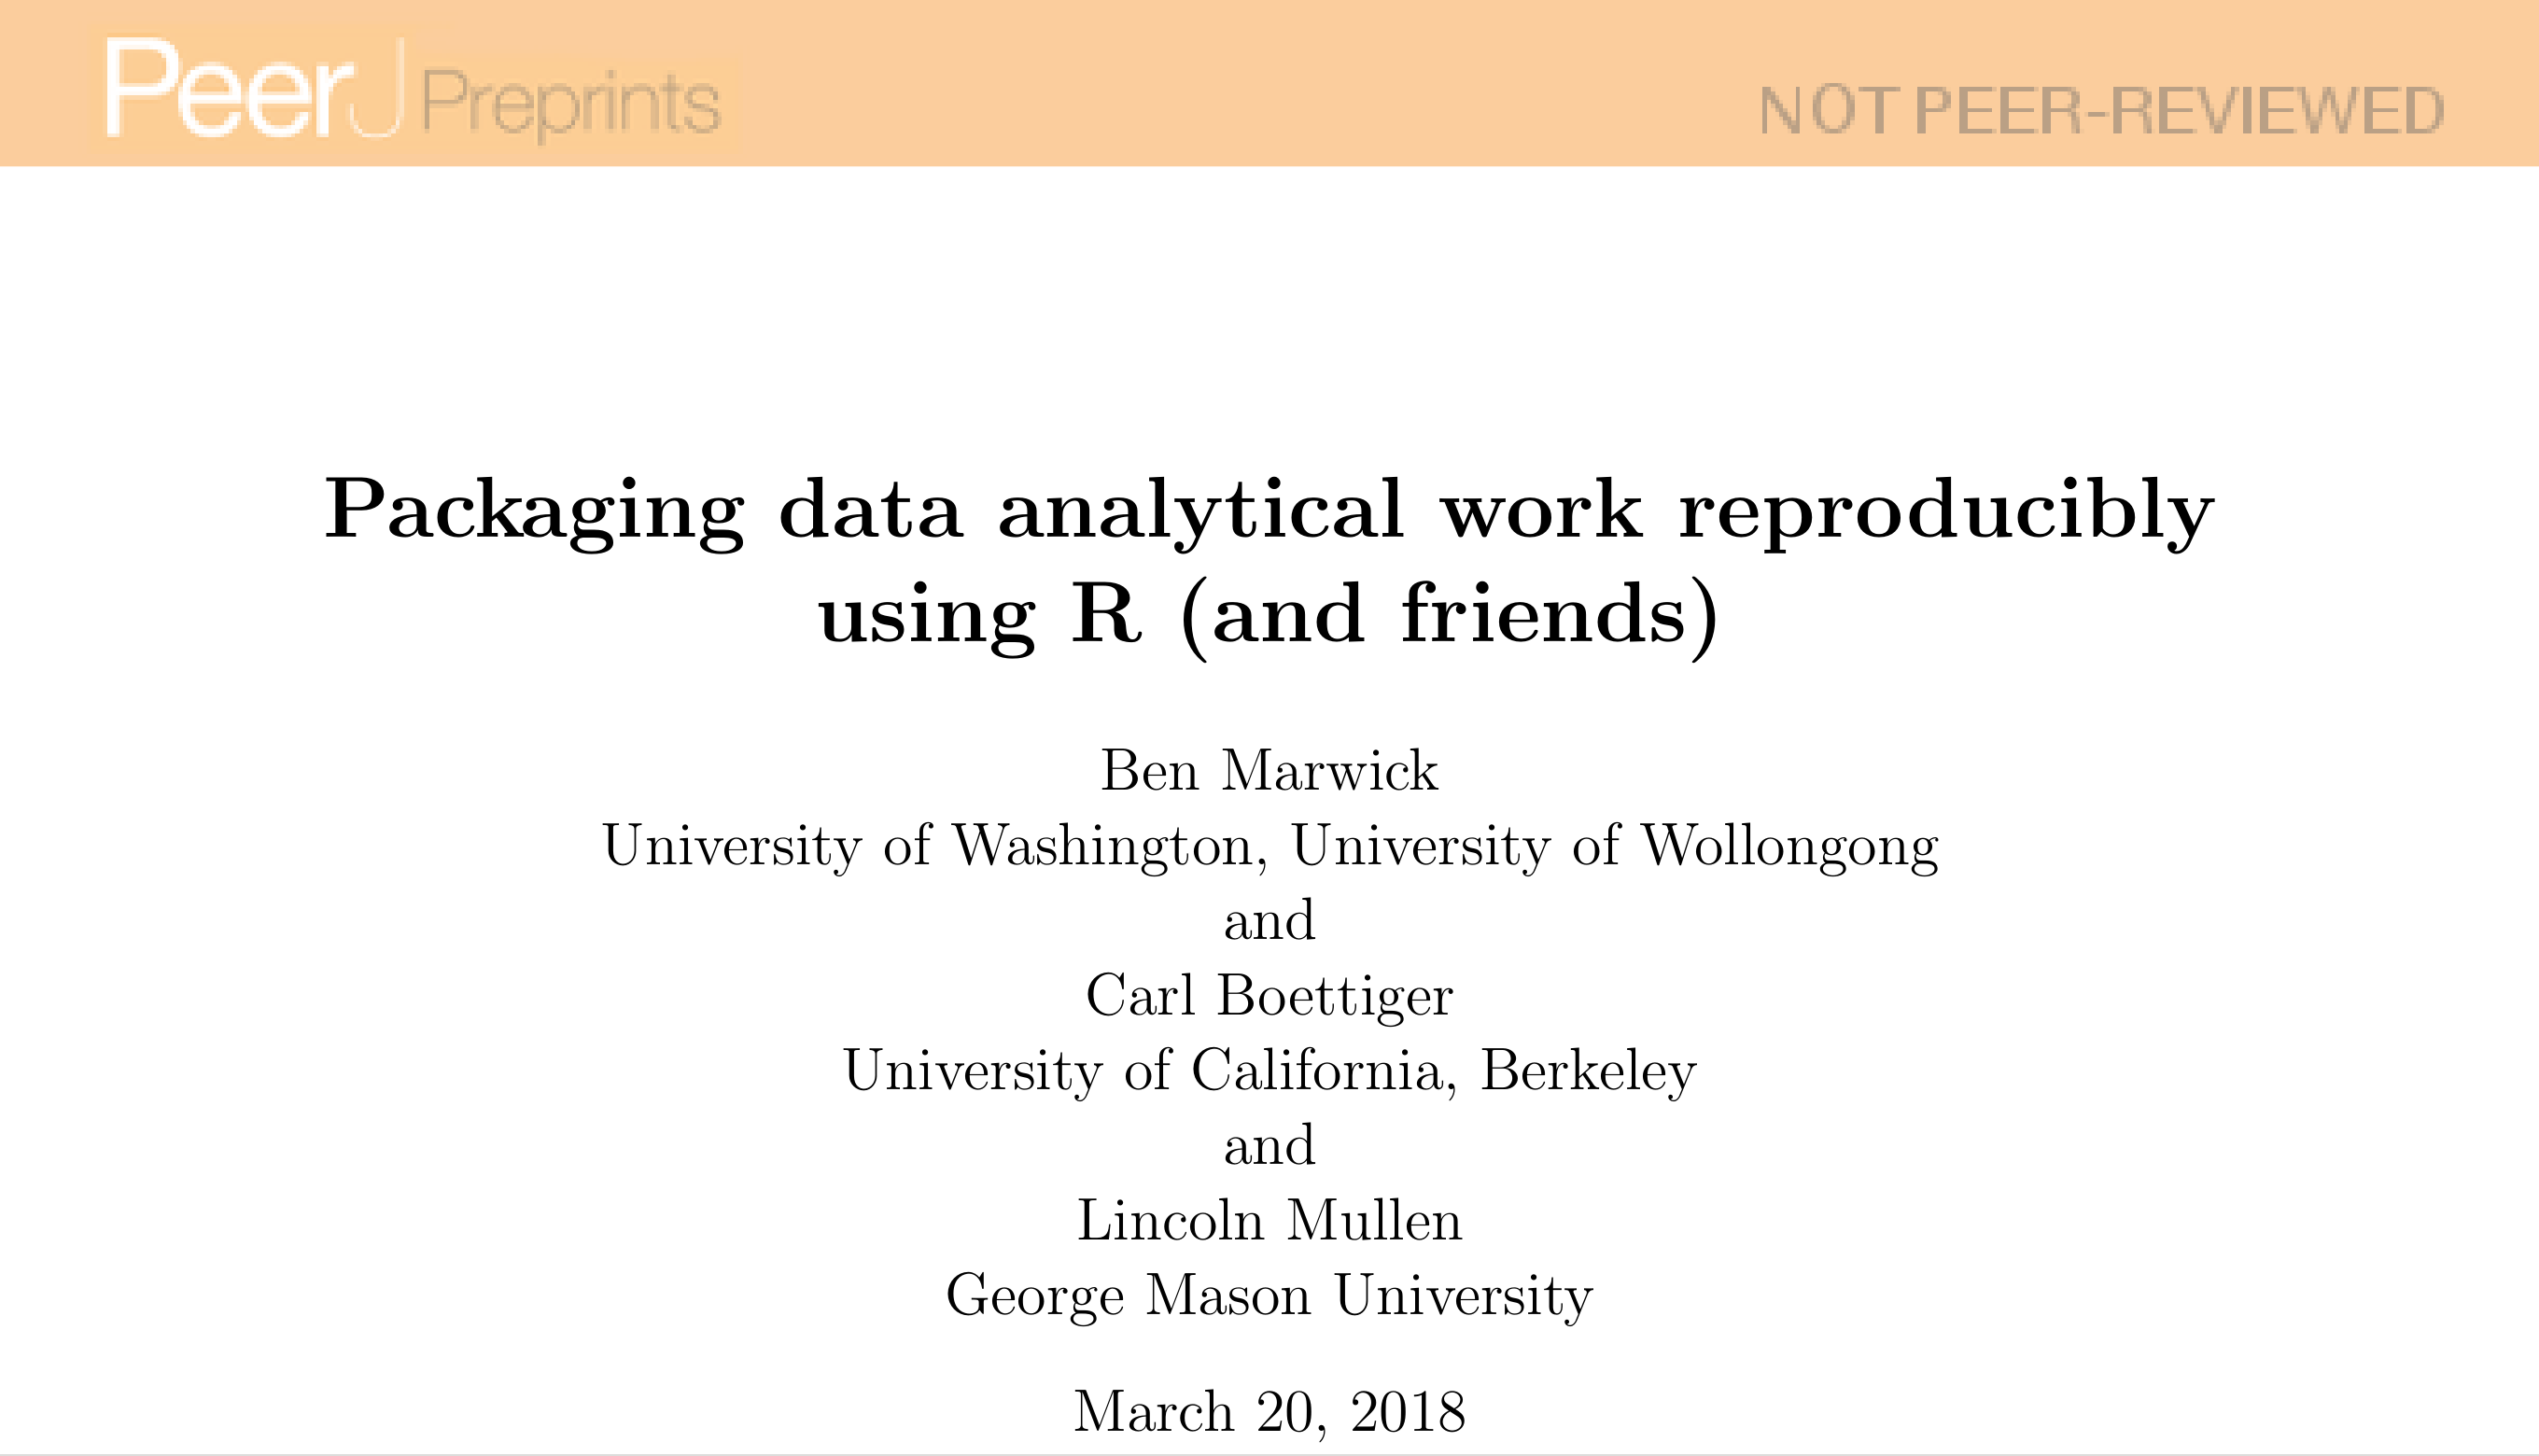 PeerJ Preprints NOT PEER-REVIEWED
Packaging data analytical work reproducibly
using R (and friends)
Ben Marwick
University of Washington, University of Wollongong
and
Carl Boettiger
University of California, Berkeley
and
Lincoln Mullen
George Mason University
March 20, 2018